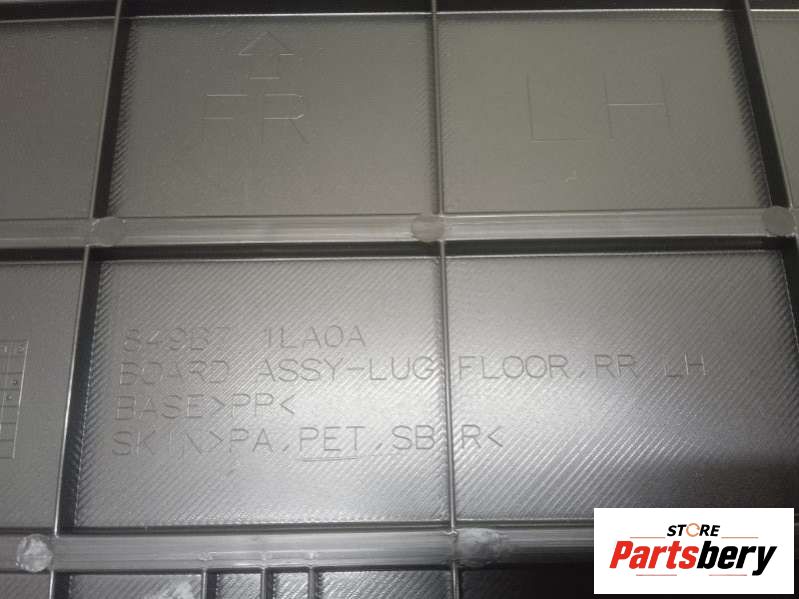 FR
LH
849B7 1LA0A
BOARD ASSY-LUG FLOOR,RR LH
BASE>PP<
SKIN>PA,PET,SBR<
STORE
Partsbery